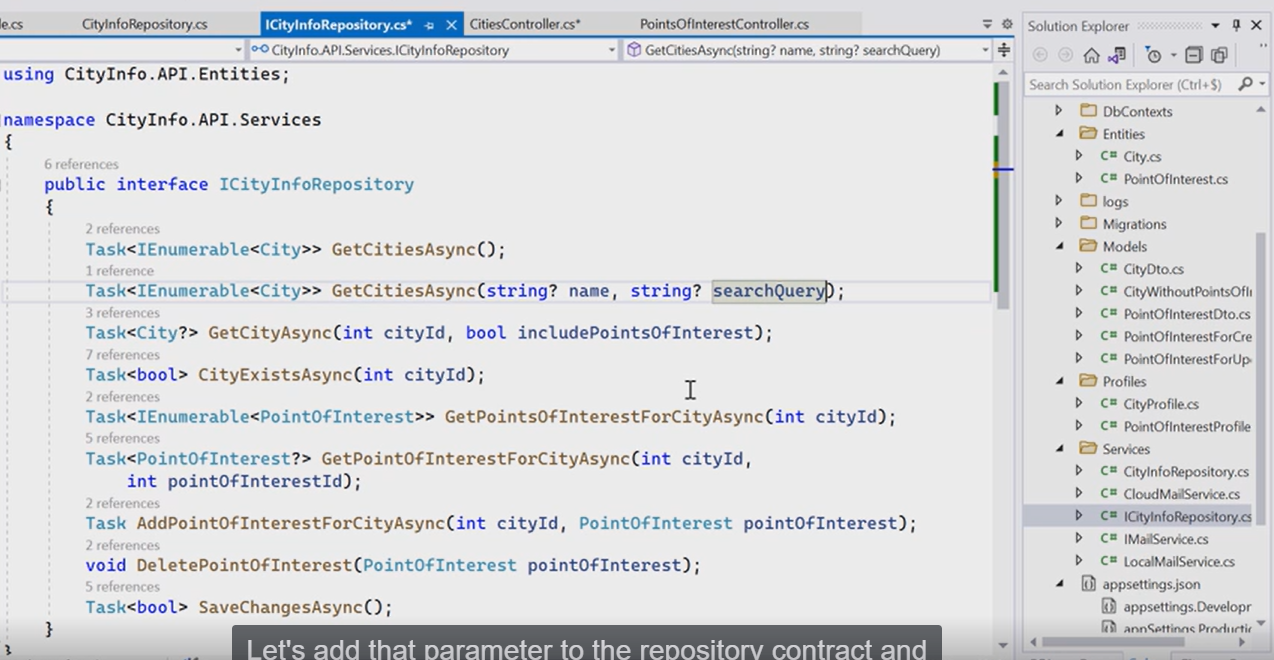 le.cs
CityInfoRepository.cs
ICityInfoRepository.cs*
CitiesController.cs*
PointsOfInterestController.cs
CityInfo.API.Services.ICityInfoRepository
GetCitiesAsync(string? name, string? searchQuery)
using CityInfo.API.Entities;
namespace CityInfo.API.Services
{
6 references
public interface ICityInfoRepository
{
2 references
Task<IEnumerable<City>> GetCitiesAsync();
1 reference
Task<IEnumerable<City>> GetCitiesAsync(string? name, string? searchQuery);
3 references
Task<City?> GetCityAsync(int cityId, bool includePointsOfInterest);
7 references
Task<bool> CityExistsAsync(int cityId);
2 references
Task<IEnumerable<PointOfInterest>> GetPointsOfInterestForCityAsync(int cityId);
5 references
Task<PointOfInterest?> GetPointOfInterestForCityAsync(int cityId,
int pointOfInterestId);
2 references
Task AddPointOfInterestForCityAsync(int cityId, PointOfInterest pointOfInterest);
2 references
void DeletePointOfInterest(PointOfInterest pointOfInterest);
5 references
Task<bool> SaveChangesAsync();
}
}
Let's add that parameter to the repository contract and
Solution Explorer
Search Solution Explorer (Ctrl+$)
DbContexts
Entities
C# City.cs
C# PointOfInterest.cs
logs
Migrations
Models
C# CityDto.cs
C# CityWithoutPointsOfIn
C# PointOfInterestDto.cs
C# PointOfInterestForCre
C# PointOfInterestForUp
Profiles
C# CityProfile.cs
C# PointOfInterestProfile
Services
C# CityInfoRepository.cs
C# CloudMailService.cs
C# ICityInfoRepository.cs
C# IMailService.cs
C# LocalMailService.cs
appsettings.json
appsettings.Developr
appSettings.Productic